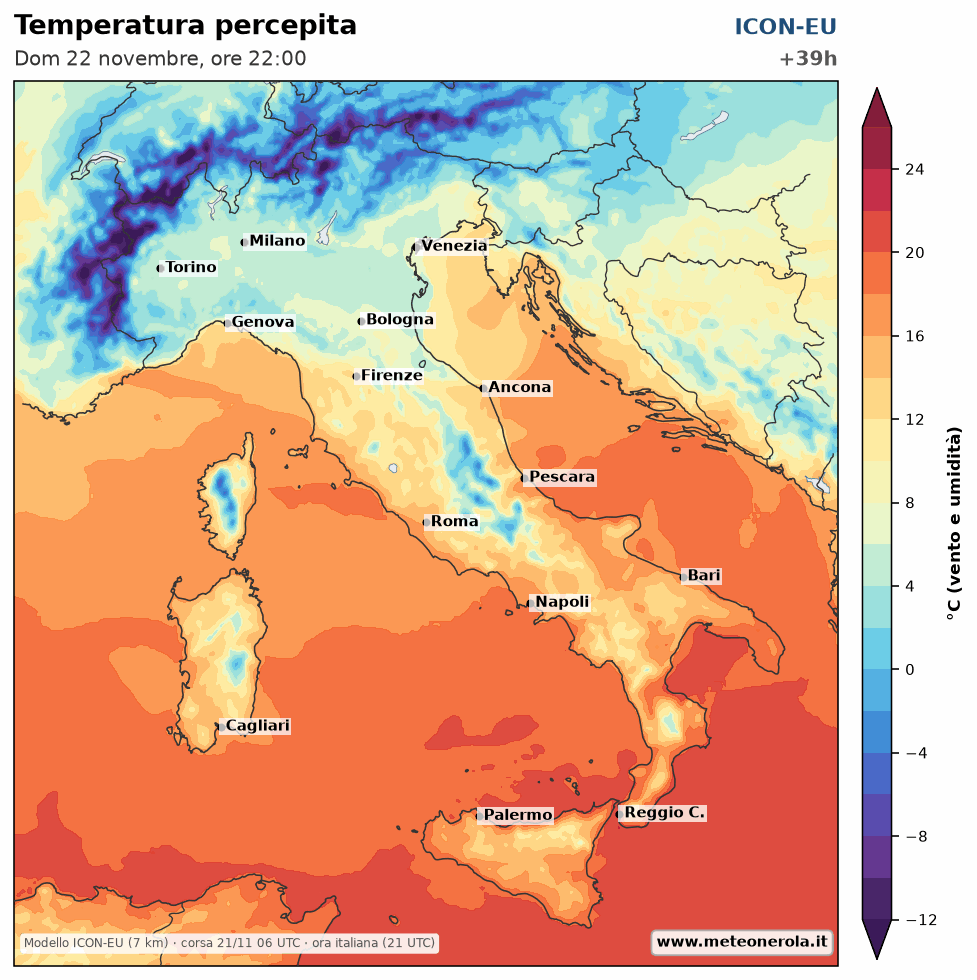 Temperatura percepita
ICON-EU
Dom 22 novembre, ore 22:00
+39h
Milano
Venezia
Torino
Genova
Bologna
Firenze
Ancona
Pescara
Roma
Bari
Napoli
Cagliari
Palermo
Reggio C.
24
20
16
12
8
4
0
−4
−8
−12
°C (vento e umidità)
Modello ICON-EU (7 km) · corsa 21/11 06 UTC · ora italiana (21 UTC)
www.meteonerola.it